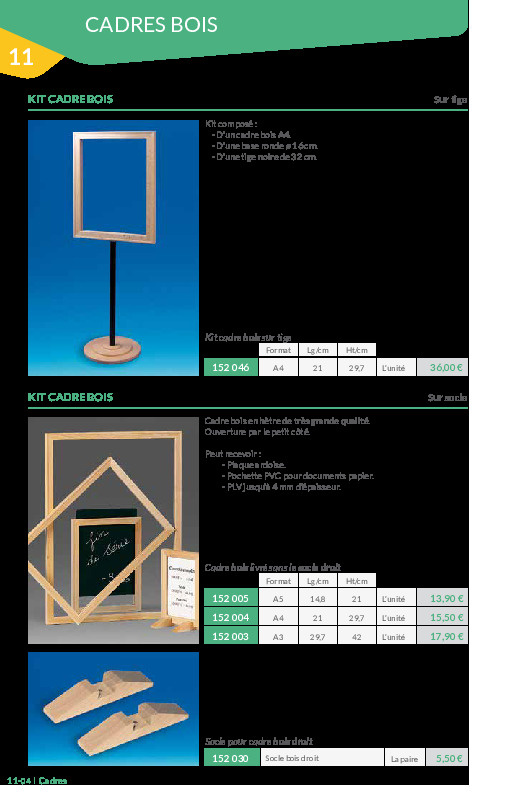 CADRES BOIS
11
KIT CADRE BOIS
Sur tige
Kit composé :
- D'un cadre bois A4.
- D'une base ronde ø 16 cm.
- D'une tige noire de 32 cm.
Kit cadre bois sur tige
Format Lg/cm Ht/cm
152 046 A4 21 29,7 L'unité 36,00 €
KIT CADRE BOIS
Sur socle
Cadre bois en hêtre de très grande qualité.
Ouverture par le petit côté.
Peut recevoir :
- Plaque ardoise.
- Pochette PVC pour documents papier.
- PLV jusqu'à 4 mm d'épaisseur.
fin
de série
Cadre bois livré sans le socle droit
Format Lg/cm Ht/cm
152 005 A5 14,8 21 L'unité 13,90 €
152 004 A4 21 29,7 L'unité 15,50 €
152 003 A3 29,7 42 L'unité 17,90 €
Socle pour cadre bois droit
152 030 Socle bois droit La paire 5,50 €
11-04 | Cadres